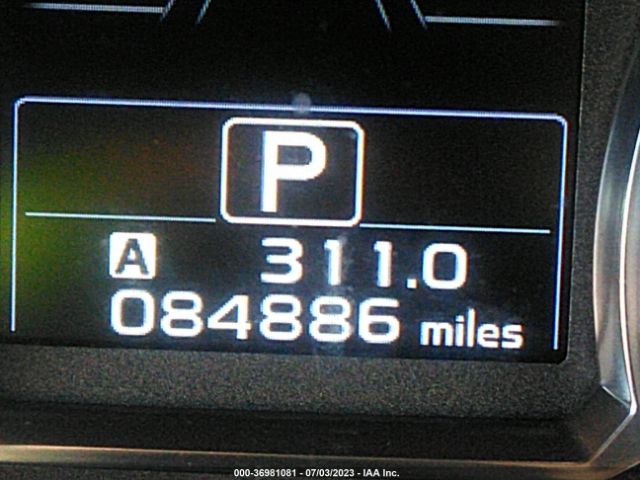 P
A 311.0
084886 miles
000-36981081 - 07/03/2023 - IAA Inc.